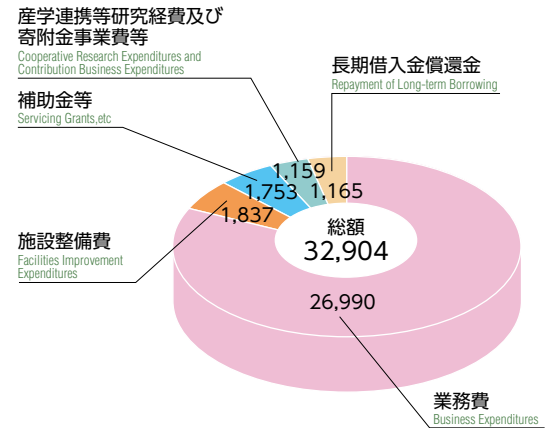 産学連携等研究経費及び
寄附金事業費等
Cooperative Research Expenditures and
Contribution Business Expenditures
長期借入金償還金
Repayment of Long-term Borrowing
補助金等
Servicing Grants,etc
1,159
1,753
1,165
1,837
施設整備費
Facilities Improvement
Expenditures
総額
32,904
26,990
業務費
Business Expenditures